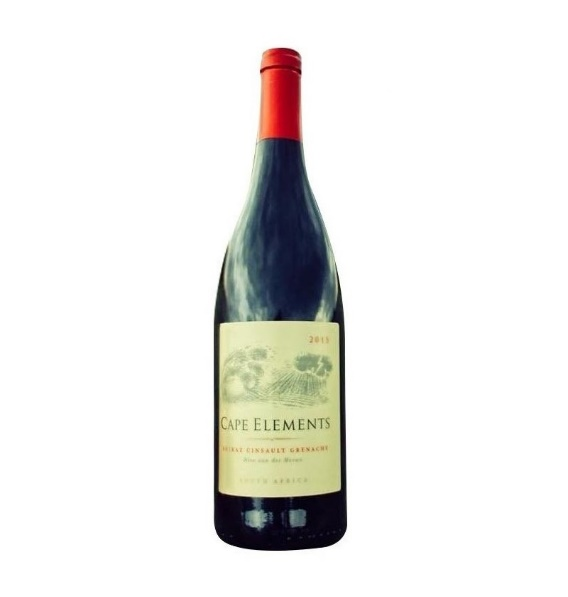 2013
CAPE ELEMENTS
SHIRAZ CINSAULT GRENACHE
SOUTH AFRICA